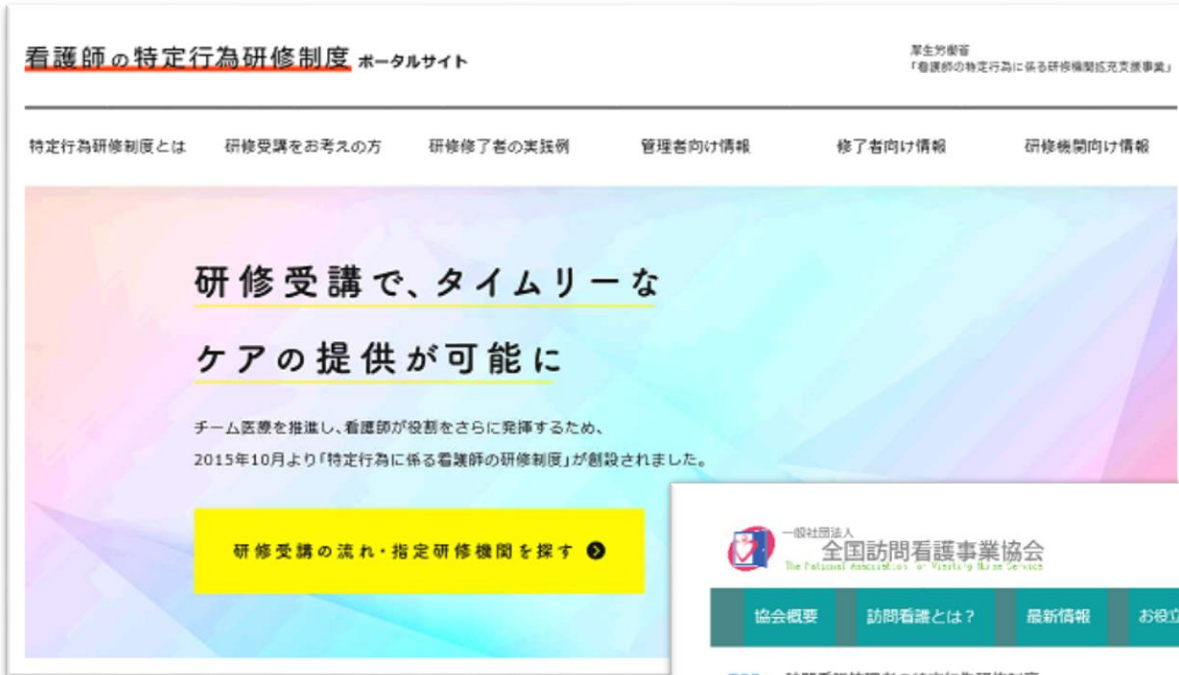 看護師の特定行為研修制度 ポータルサイト
厚生労働省
「看護師の特定行為に係る研修機関拡充支援事業」
特定行為研修制度とは 研修受講をお考えの方 研修修了者の実践例 管理者向け情報 修了者向け情報 研修機関向け情報
研修受講で、タイムリーな
ケアの提供が可能に
チーム医療を推進し、看護師が役割をさらに発揮するため、
2015年10月より「特定行為に係る看護師の研修制度」が創設されました。
研修受講の流れ・指定研修機関を探す
一般社団法人
全国訪問看護事業協会
The National Association for Visiting Nurse Service
協会概要 訪問看護とは? 最新情報 お役立